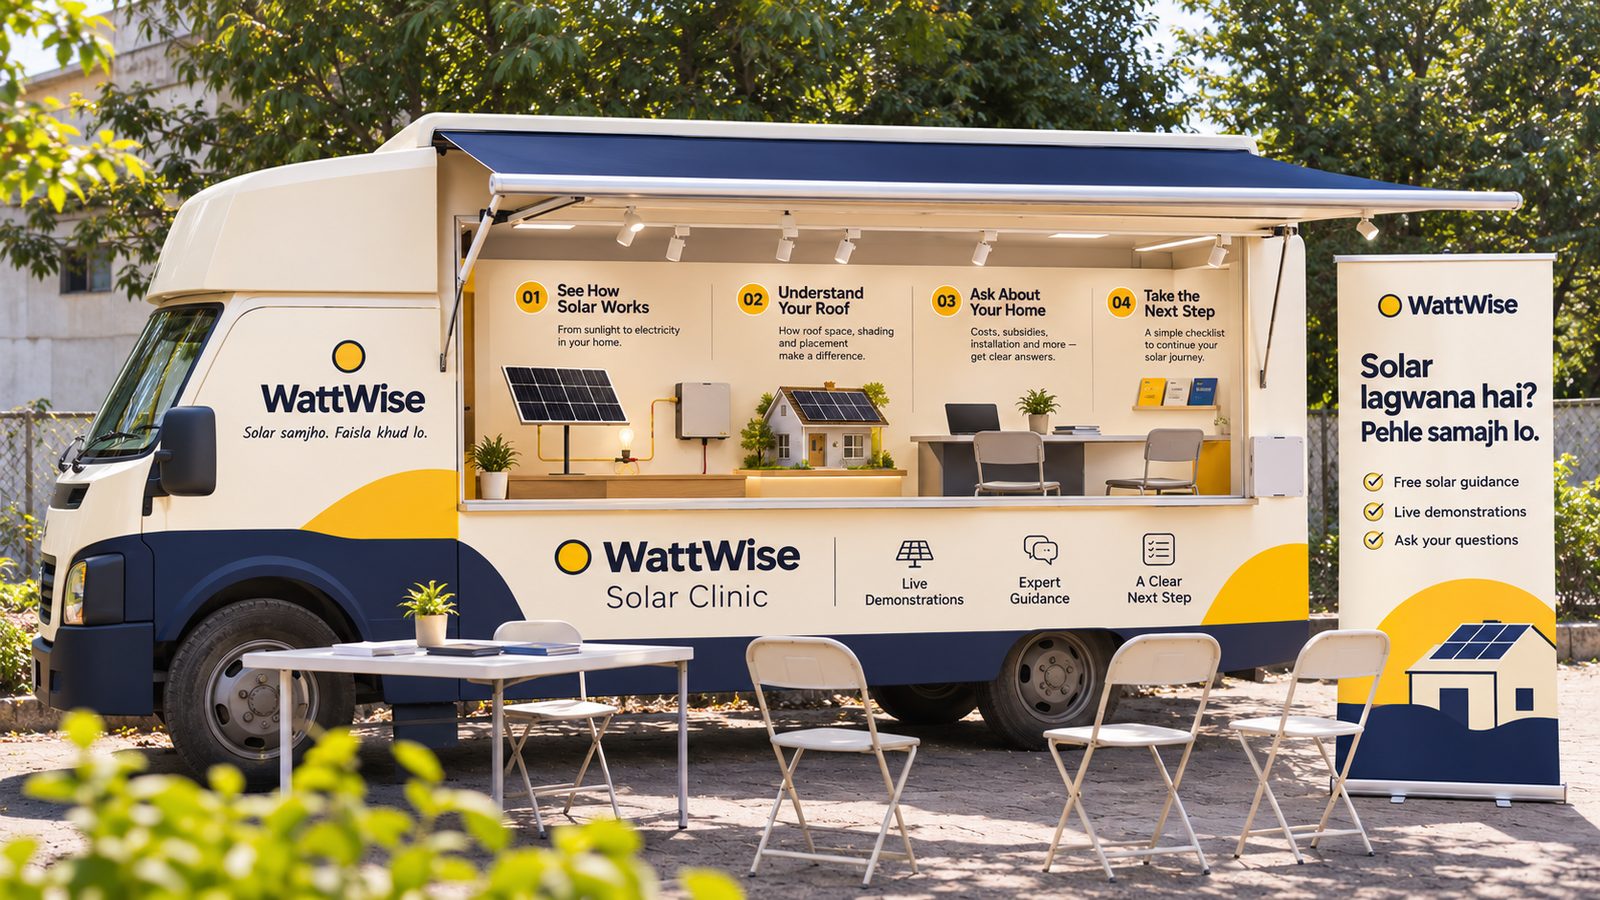 01
See How
Solar Works
From sunlight to electricity
in your home.
02
Understand
Your Roof
How roof space, shading
and placement
make a difference.
03
Ask About
Your Home
Costs, subsidies,
installation and more –
get clear answers.
04
Take the
Next Step
A simple checklist
to continue your
solar journey.
WattWise
Solar samjho. Faisla khud lo.
WattWise
Solar Clinic
Live
Demonstrations
Expert
Guidance
A Clear
Next Step
WattWise
Solar
lagwana hai?
Pehle samajh lo.
Free solar guidance
Live demonstrations
Ask your questions